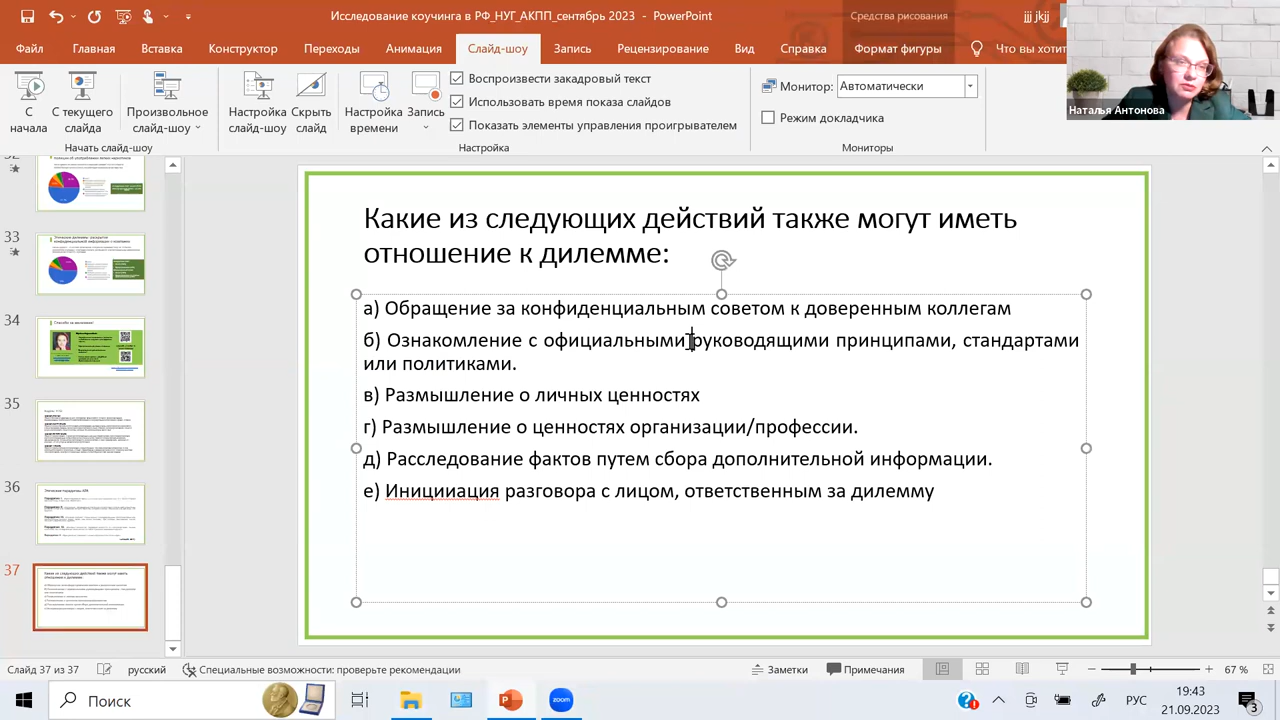 Исследование коучинга в РФ_НУГ_АКПП_сентябрь 2023 - PowerPoint
Средства рисования
jjj jkjj
Файл Главная Вставка Конструктор Переходы Анимация Слайд-шоу Запись Рецензирование Вид Справка Формат фигуры Что вы хотит
С начала
С текущего слайда
Произвольное слайд-шоу
Начать слайд-шоу
Настройка слайд-шоу
Скрыть слайд
Настройка времени
Запись
Воспроизвести закадровый текст
Использовать время показа слайдов
Показать элементы управления проигрывателем
Настройка
Монитор: Автоматически
Режим докладчика
Мониторы
Наталья Антонова
33
34
35
36
37
Какие из следующих действий также могут иметь
отношение к дилемме:
а) Обращение за конфиденциальным советом к доверенным коллегам
б) Ознакомление с официальными руководящими принципами, стандартами
или политиками.
в) Размышление о личных ценностях
г) Размышление о ценностях организации/профессии.
д) Расследование фактов путем сбора дополнительной информации.
е) Инициииация разговора с лицом, ответственным за дилемму
Слайд 37 из 37 русский Специальные возможности: проверьте рекомендации Заметки Примечания 67 %
Поиск
zoom
РУС
19:43
21.09.2023
3